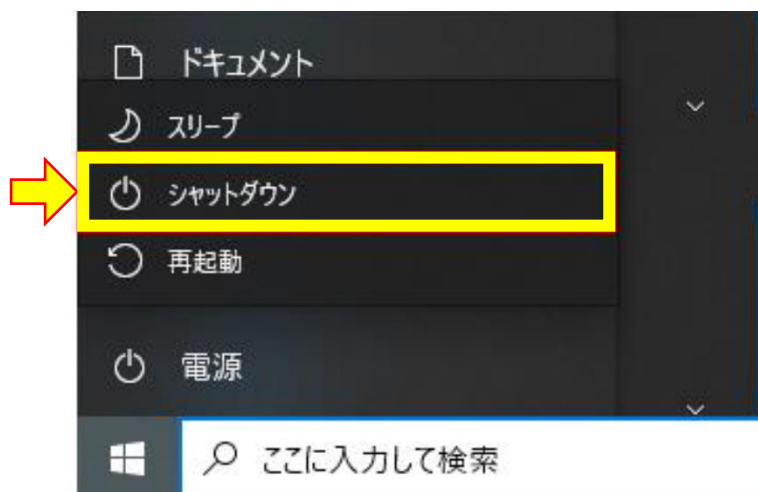 ドキュメント
スリープ
シャットダウン
再起動
電源
ここに入力して検索